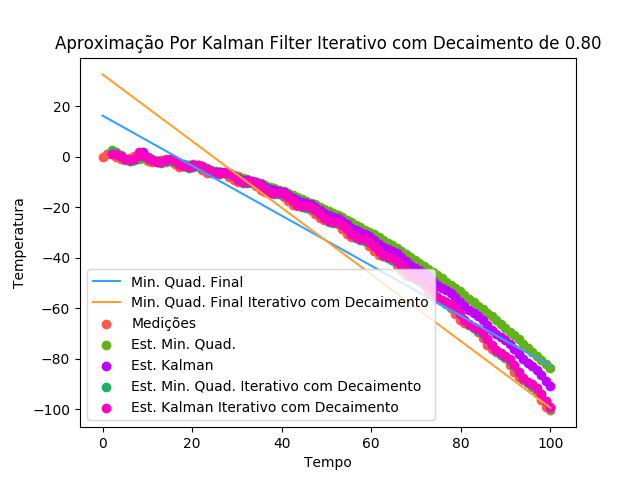 Aproximação Por Kalman Filter Iterativo com Decaimento de 0.80
Temperatura
20
0
−20
−40
−60
−80
−100
Min. Quad. Final
Min. Quad. Final Iterativo com Decaimento
Medições
Est. Min. Quad.
Est. Kalman
Est. Min. Quad. Iterativo com Decaimento
Est. Kalman Iterativo com Decaimento
0 20 40 60 80 100
Tempo